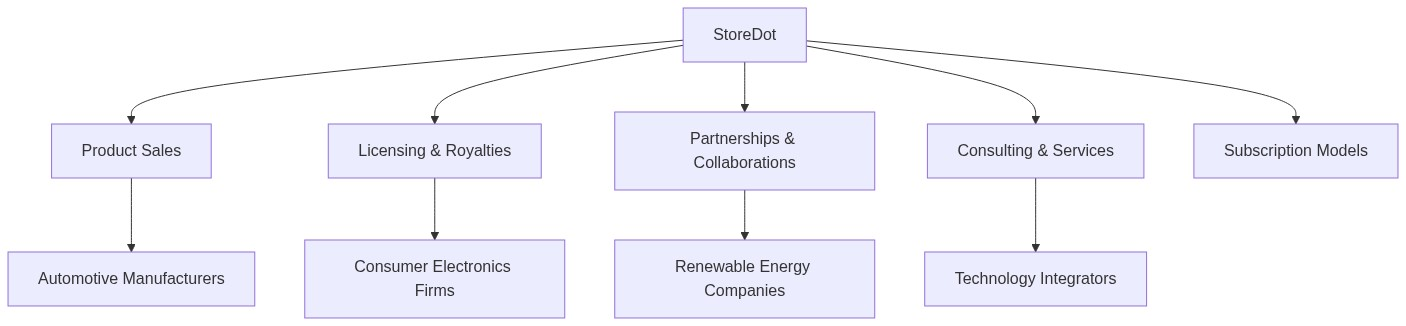 StoreDot
Product Sales
Licensing & Royalties
Partnerships &
Collaborations
Consulting & Services
Subscription Models
Automotive Manufacturers
Consumer Electronics
Firms
Renewable Energy
Companies
Technology Integrators